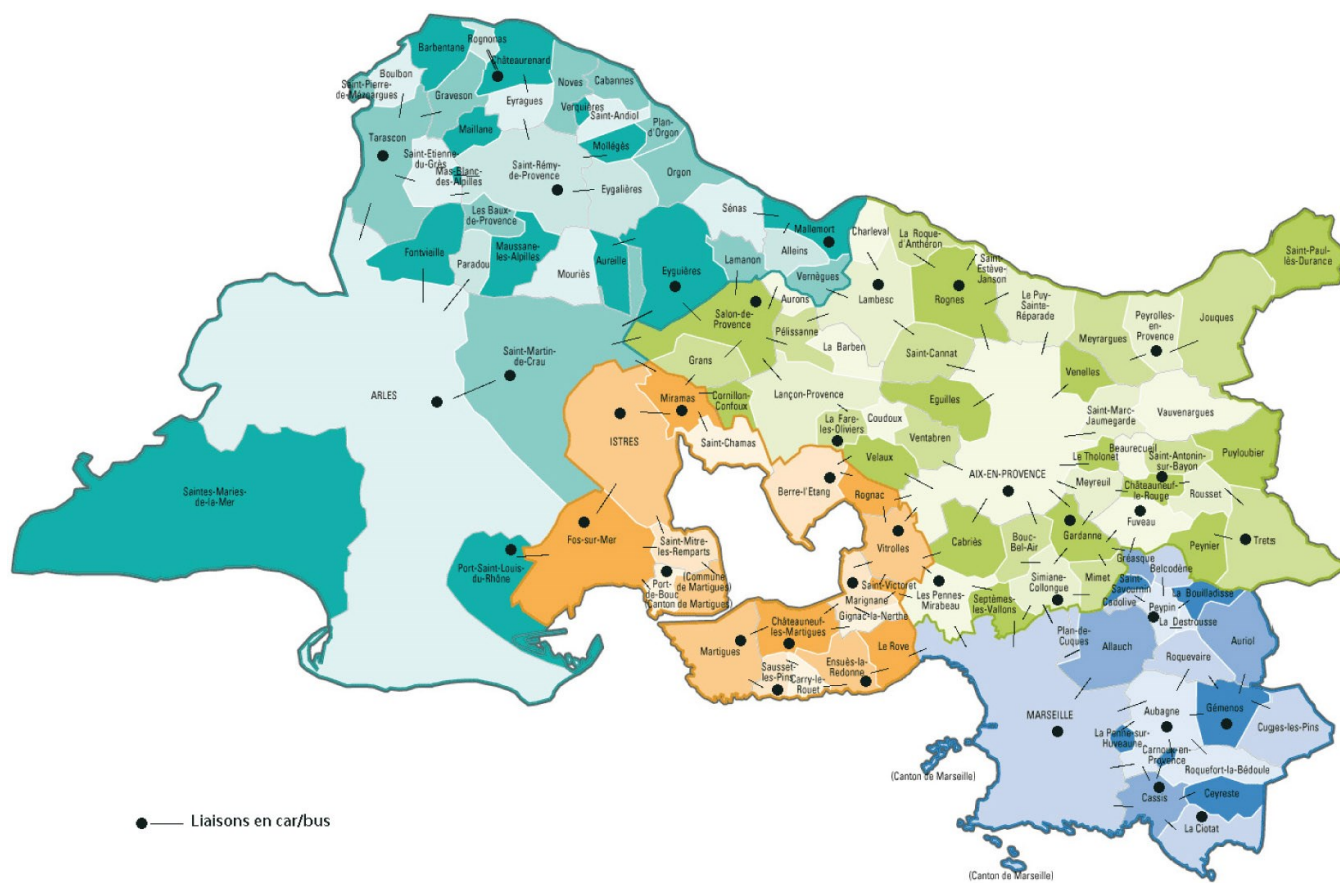 Rognonas
Barbentane
Châteaurenard
Boulbon
Saint-Pierre-
de-Mézoargues
Graveson
Noves
Cabannes
Eyragues
Verquières
Saint-Andiol
Maillane
Plan-
d'Orgon
Tarascon
Mollégès
Saint-Etienne-
du-Grès
Mas-Blanc-
des-Alpilles
Saint-Rémy-
de-Provence
Eygalières
Orgon
Les Baux-
de-Provence
Sénas
Mallemort
Charleval
La Roque-
d'Anthéron
Saint-Paul-
lès-Durance
Fontvieille
Paradou
Maussane-
les-Alpilles
Mouriès
Aureille
Eyguières
Lamanon
Alleins
Vernègues
Saint-
Estève-
Janson
Lambesc
Rognes
Le Puy-
Sainte-
Réparade
Peyrolles-
en-
Provence
Jouques
Aurons
Salon-de-
Provence
Pélissanne
La Barben
Saint-Cannat
Meyrargues
Saint-Martin-
de-Crau
Grans
Venelles
ARLES
Miramas
Cornillon-
Confoux
Lançon-Provence
Eguilles
Saint-Marc-
Jaumegarde
Vauvenargues
ISTRES
Saint-Chamas
La Fare-
les-Oliviers
Coudoux
Ventabren
Velaux
Beaurecueil
Le Tholonet
Saint-Antonin-
sur-Bayon
Puyloubier
Saintes-Maries-
de-la-Mer
Berre-l'Etang
Rognac
AIX-EN-PROVENCE
Meyreuil
Châteauneuf-
le-Rouge
Rousset
Fuveau
Fos-sur-Mer
Saint-Mitre-
les-Remparts
Vitrolles
Cabriès
Bouc-
Bel-Air
Gardanne
Peynier
Trets
Port-Saint-Louis-
du-Rhône
(Commune
de Martigues)
Port-
de-Bouc
(Canton de Martigues)
Saint-Victoret
Marignane
Gignac-la-Nerthe
Les Pennes-
Mirabeau
Septèmes-
les-Vallons
Simiane-
Collongue
Mimet
Gréasque
Belcodène
Saint-
Savournin
Cadolive
La Bouilladisse
Peypin
La Destrousse
Châteauneuf-
les-Martigues
Martigues
Sausset-
les-Pins
Carry-le-
Rouet
Ensuès-la-
Redonne
Le Rove
Plan-de-
Cuques
Allauch
Auriol
Roquevaire
MARSEILLE
Aubagne
Gémenos
Cuges-les-Pins
La Penne-sur-
Huveaune
Carnoux-en-
Provence
Roquefort-la-Bédoule
(Canton de Marseille)
Cassis
Ceyreste
La Ciotat
(Canton de Marseille)
Liaisons en car/bus